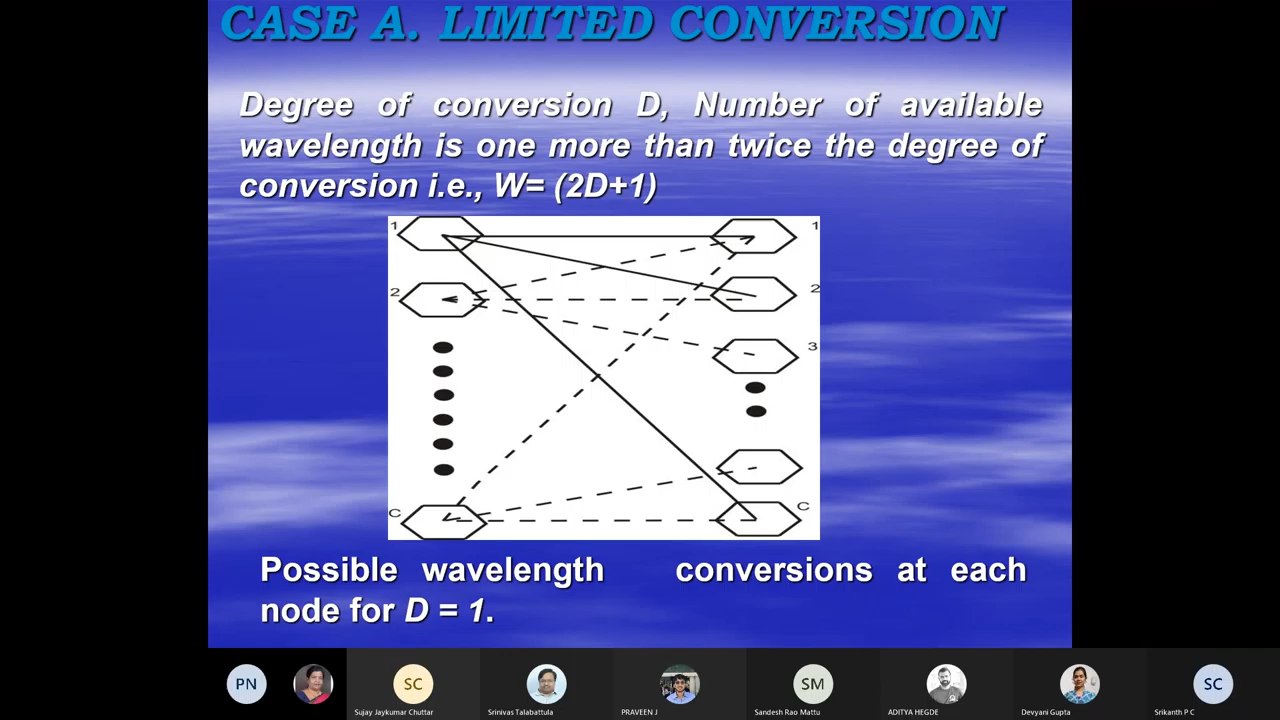 CASE A. LIMITED CONVERSION
Degree of conversion D, Number of available
wavelength is one more than twice the degree of
conversion i.e., W= (2D+1)
1 1
2 2
3
C C
Possible wavelength conversions at each
node for D = 1.
PN SC SM SC
Sujay Jaykumar Chuttar Srinivas Talabattula PRAVEEN J Sandesh Rao Mattu ADITYA HEGDE Devyani Gupta Srikanth P C